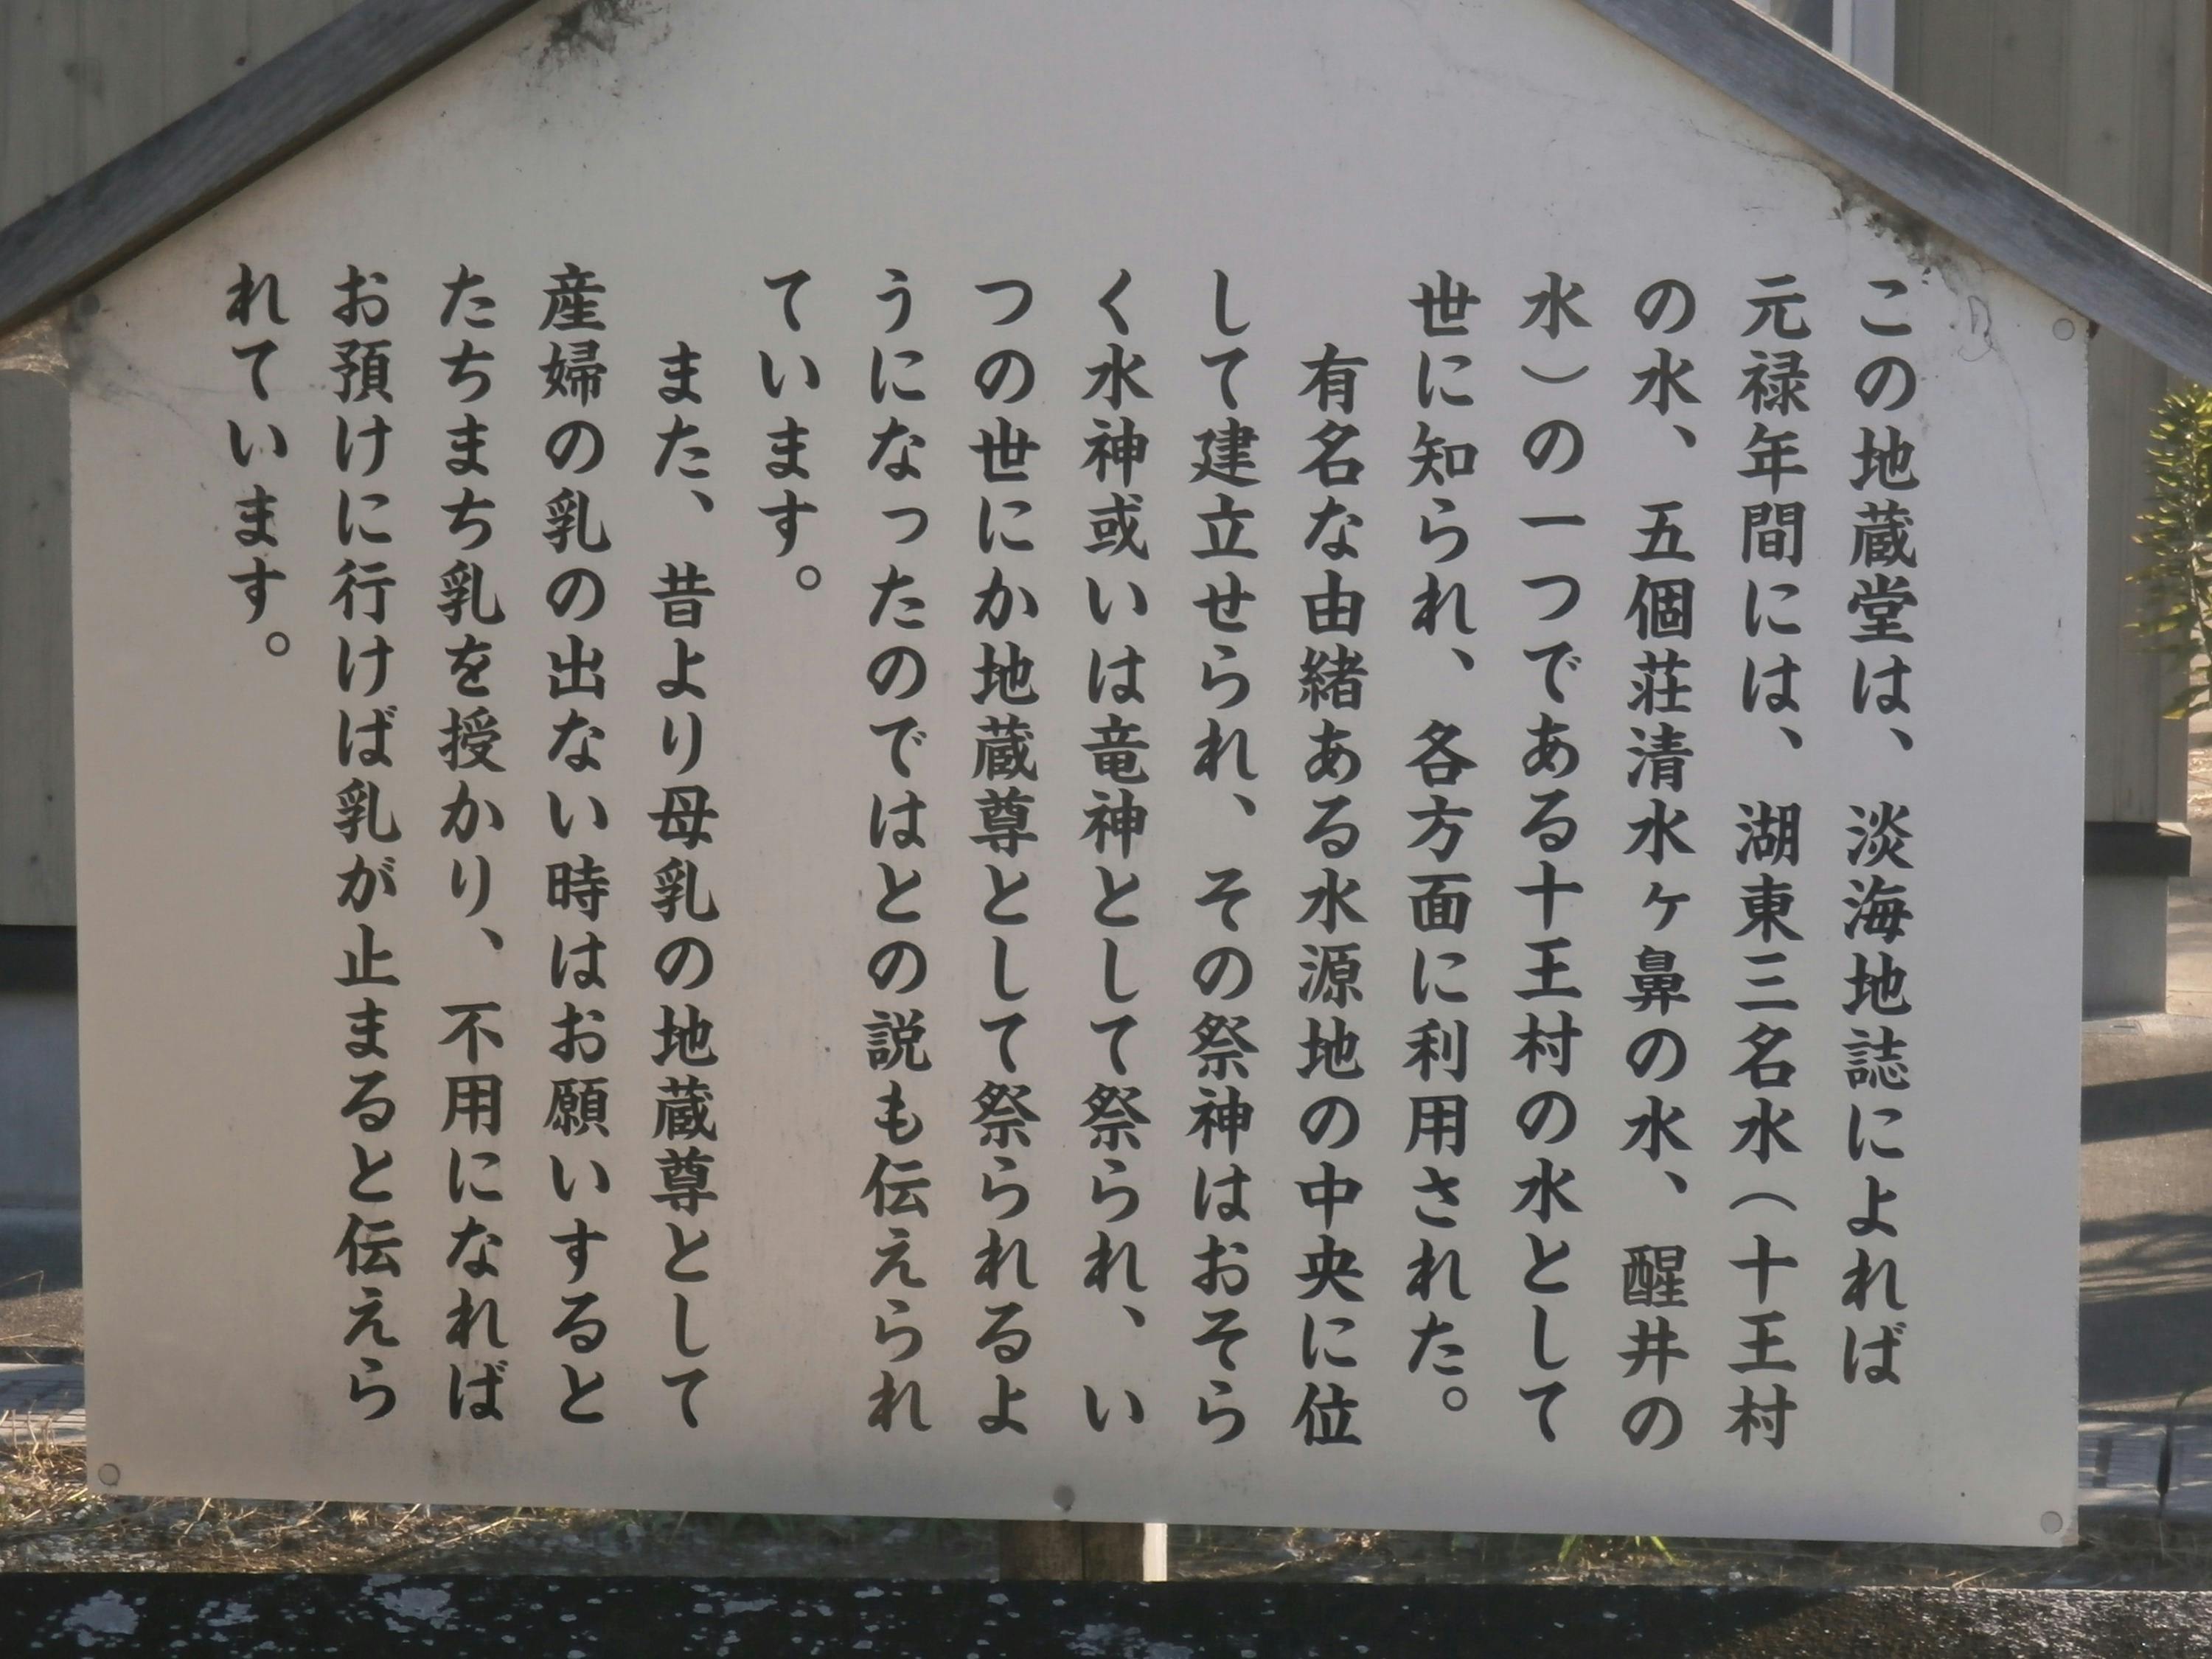 この地蔵堂は、淡海地誌によれば
元禄年間には、湖東三名水（十王村
の水、五個荘清水ヶ鼻の水、醒井の
水）の一つである十王村の水として
世に知られ、各方面に利用された。
有名な由緒ある水源地の中央に位
して建立せられ、その祭神はおそら
く水神或いは竜神として祭られ、い
つの世にか地蔵尊として祭られるよ
うになったのではとの説も伝えられ
ています。
また、昔より母乳の地蔵尊として
産婦の乳の出ない時はお願いすると
たちまち乳を授かり、不用になれば
お預けに行けば乳が止まると伝えら
れています。